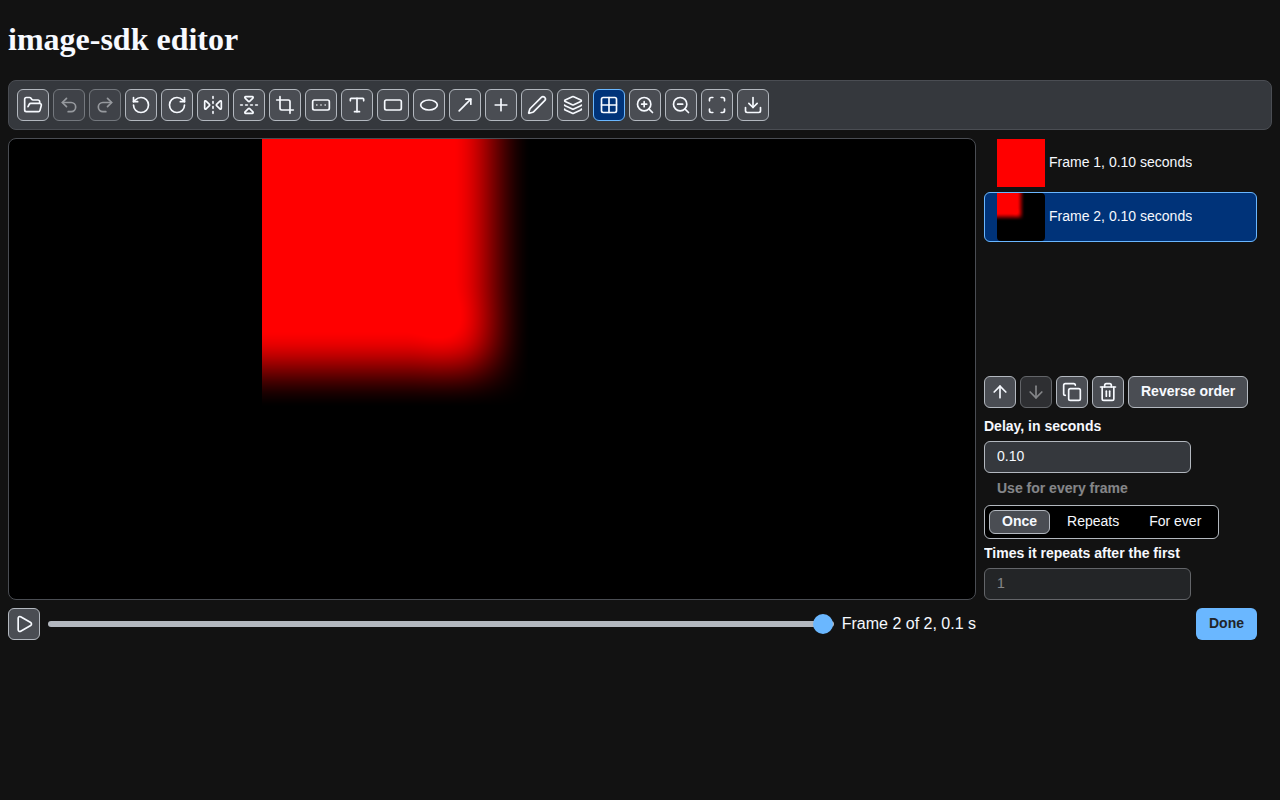 image-sdk editor
Frame 1, 0.10 seconds
Frame 2, 0.10 seconds
Reverse order
Delay, in seconds
0.10
Use for every frame
Once Repeats For ever
Times it repeats after the first
1
Frame 2 of 2, 0.1 s
Done